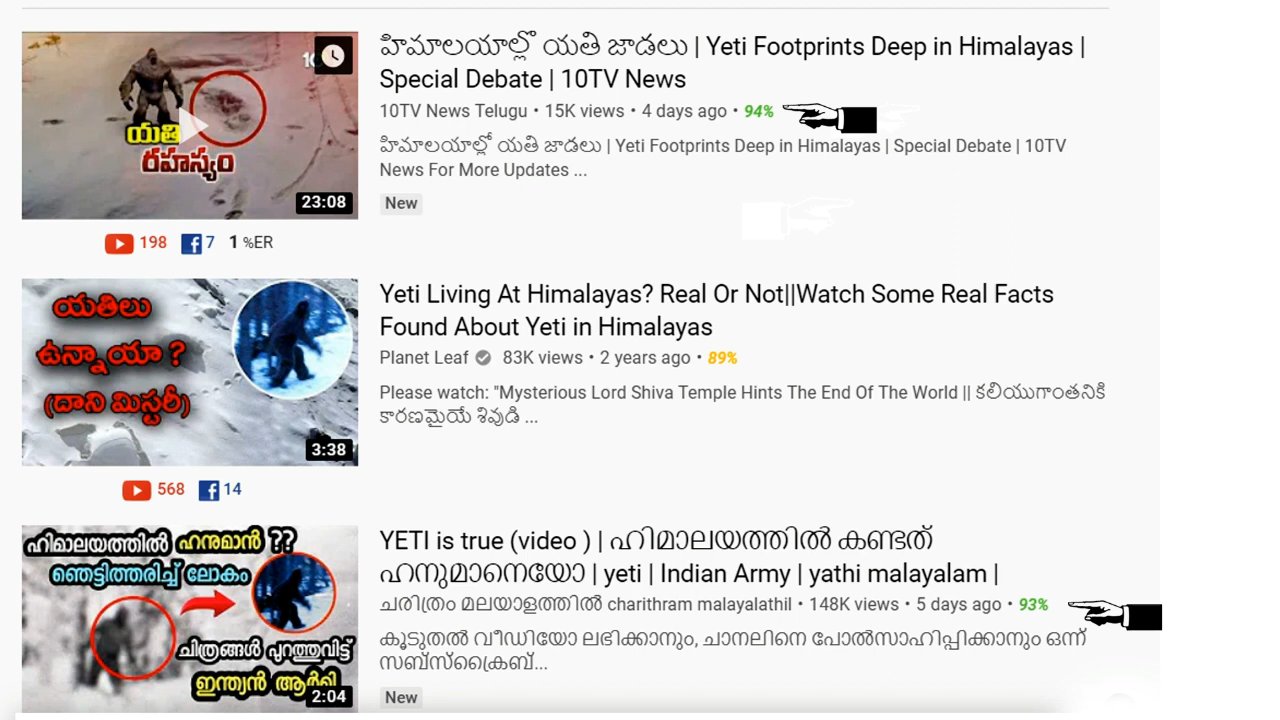 హిమాలయాల్లో యతి జాడలు | Yeti Footprints Deep in Himalayas |
Special Debate | 10TV News
10TV News Telugu • 15K views • 4 days ago • 94%
హిమాలయాల్లో యతి జాడలు | Yeti Footprints Deep in Himalayas | Special Debate | 10TV
News For More Updates ...
New
యతి
రహస్యం
23:08
198 7 1 %ER
Yeti Living At Himalayas? Real Or Not||Watch Some Real Facts
Found About Yeti in Himalayas
Planet Leaf 83K views • 2 years ago • 89%
Please watch: "Mysterious Lord Shiva Temple Hints The End Of The World || కలియుగాంతనికి
కారణమైయే శివుడి ...
యతిలు
ఉన్నాయా ?
(దాని మిస్టరీ)
3:38
568 14
YETI is true (video ) | ഹിമാലയത്തിൽ കണ്ടത്
ഹനുമാനെയോ | yeti | Indian Army | yathi malayalam |
ചരിത്രം മലയാളത്തിൽ charithram malayalathil • 148K views • 5 days ago • 93%
കൂടുതൽ വീഡിയോ ലഭിക്കാനും, ചാനലിനെ പോൽസാഹിപ്പിക്കാനും ഒന്ന്
സബ്സ്ക്രൈബ്...
New
ഹിമാലയത്തിൽ ഹനുമാൻ ??
ഞെട്ടിത്തരിച്ച് ലോകം
ചിത്രങ്ങൾ പുറത്തുവിട്ട്
ഇന്ത്യൻ ആർമി
2:04